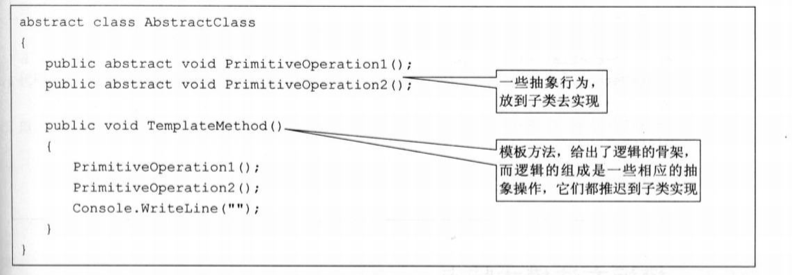 abstract class AbstractClass
{
public abstract void PrimitiveOperation1();
public abstract void PrimitiveOperation2();
一些抽象行为，
放到子类去实现
public void TemplateMethod()
{
模板方法，给出了逻辑的骨架，
而逻辑的组成是一些相应的抽
象操作，它们都推迟到子类实现
PrimitiveOperation1();
PrimitiveOperation2();
Console.WriteLine("");
}
}